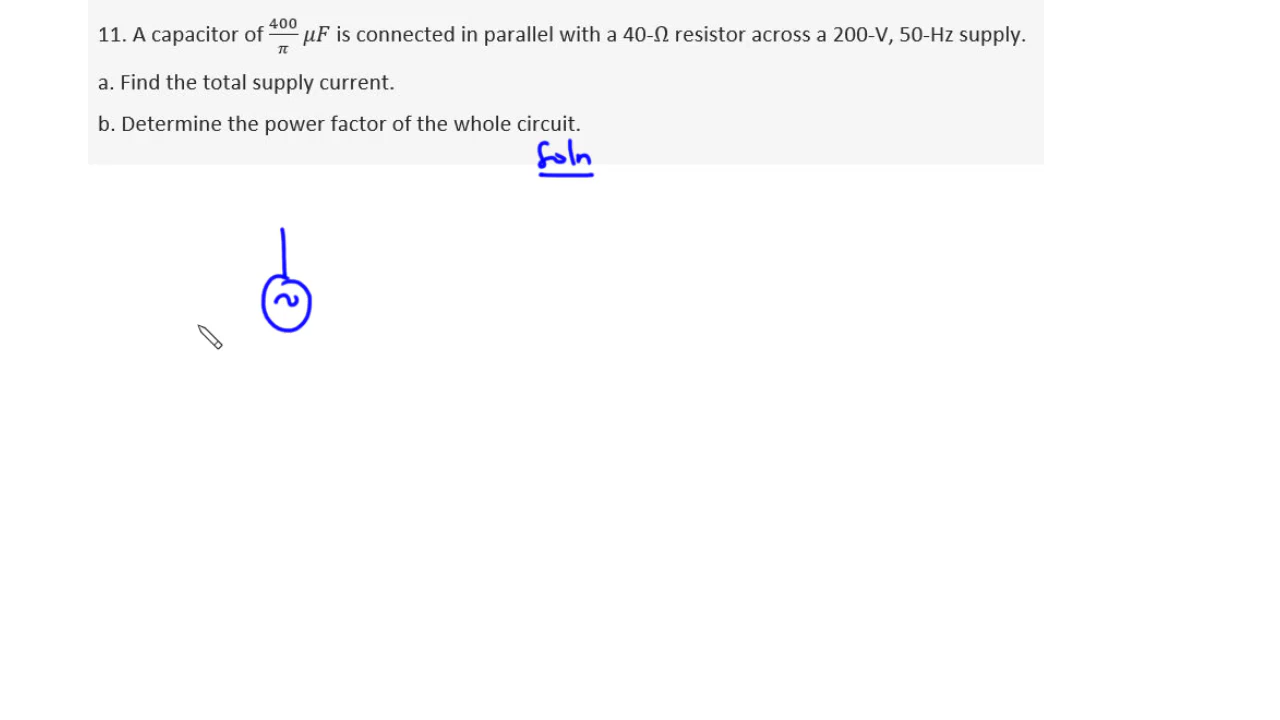 11. A capacitor of 400/π μF is connected in parallel with a 40-Ω resistor across a 200-V, 50-Hz supply.
a. Find the total supply current.
b. Determine the power factor of the whole circuit.
Soln
~